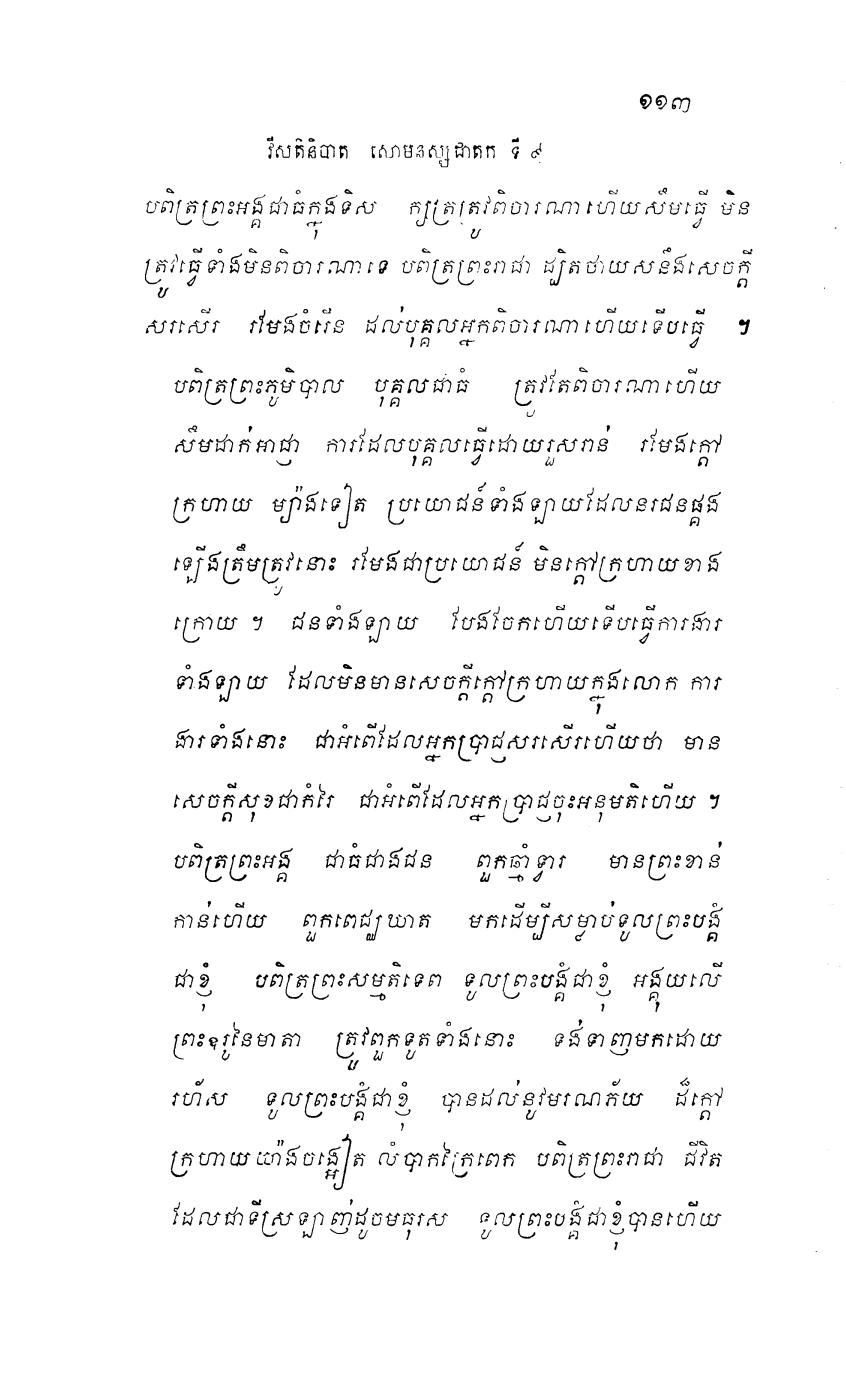 ១១៣
វីសតិនិបាត សោមនស្សជាតក ទី ៩
បពិត្រព្រះអង្គជាធំក្នុងទិស ក្សត្រត្រូវពិចារណាហើយសឹមធ្វើ មិន
ត្រូវធ្វើទាំងមិនពិចារណាទេ បពិត្រព្រះរាជា ដ្បិតថាយសនឹងសេចក្តី
សរសើរ រមែងចំរើន ដល់បុគ្គលអ្នកពិចារណាហើយទើបធ្វើ ។
បពិត្រព្រះភូមិបាល បុគ្គលជាធំ ត្រូវតែពិចារណាហើយ
សឹមដាក់អាជ្ញា ការដែលបុគ្គលធ្វើដោយរួសរាន់ រមែងក្តៅ
ក្រហាយ ម្យ៉ាងទៀត ប្រយោជន៍ទាំងឡាយដែលនរជនផ្គង
ឡើងត្រឹមត្រូវនោះ រមែងជាប្រយោជន៍ មិនក្តៅក្រហាយខាង
ក្រោយ ។ ជនទាំងឡាយ បែងចែកហើយទើបធ្វើការងារ
ទាំងឡាយ ដែលមិនមានសេចក្តីក្តៅក្រហាយក្នុងលោក ការ
ងារទាំងនោះ ជាអំពើដែលអ្នកប្រាជ្ញសរសើរហើយថា មាន
សេចក្តីសុខជាកំរៃ ជាអំពើដែលអ្នកប្រាជ្ញចុះអនុមតិហើយ ។
បពិត្រព្រះអង្គ ជាធំជាងជន ពួកឆ្មាំទ្វារ មានព្រះខាន់
កាន់ហើយ ពួកពេជ្ឈឃាត មកដើម្បីសម្លាប់ទូលព្រះបង្គំ
ជាខ្ញុំ បពិត្រព្រះសម្មតិទេព ទូលព្រះបង្គំជាខ្ញុំ អង្គុយលើ
ព្រះឧរូនៃមាតា ត្រូវពួកទូតទាំងនោះ ទង់ទាញមកដោយ
រហ័ស ទូលព្រះបង្គំជាខ្ញុំ បានដល់នូវមរណភ័យ ដ៏ក្តៅ
ក្រហាយយ៉ាងចង្អៀត លំបាកក្រៃពេក បពិត្រព្រះរាជា ជីវិត
ដែលជាទីស្រឡាញ់ដូចមធុរស ទូលព្រះបង្គំជាខ្ញុំបានហើយ